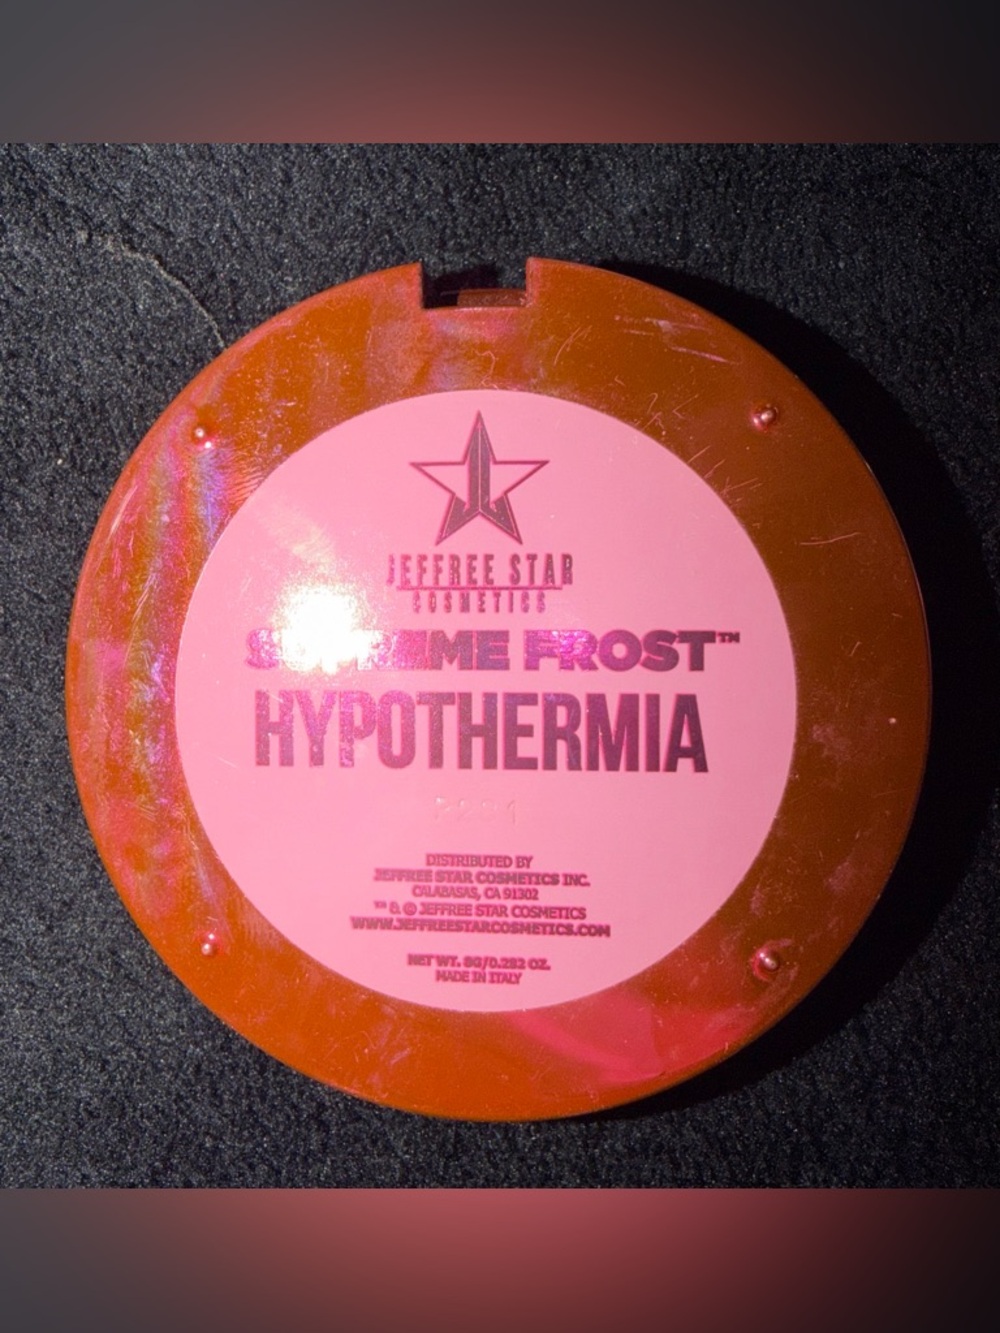 JEFFREE STAR
COSMETICS
SUPREME FROST™
HYPOTHERMIA
DISTRIBUTED BY
JEFFREE STAR COSMETICS INC.
CALABASAS, CA 91302
™ & © JEFFREE STAR COSMETICS
WWW.JEFFREESTARCOSMETICS.COM
NET WT. 8G/0.282 OZ.
MADE IN ITALY